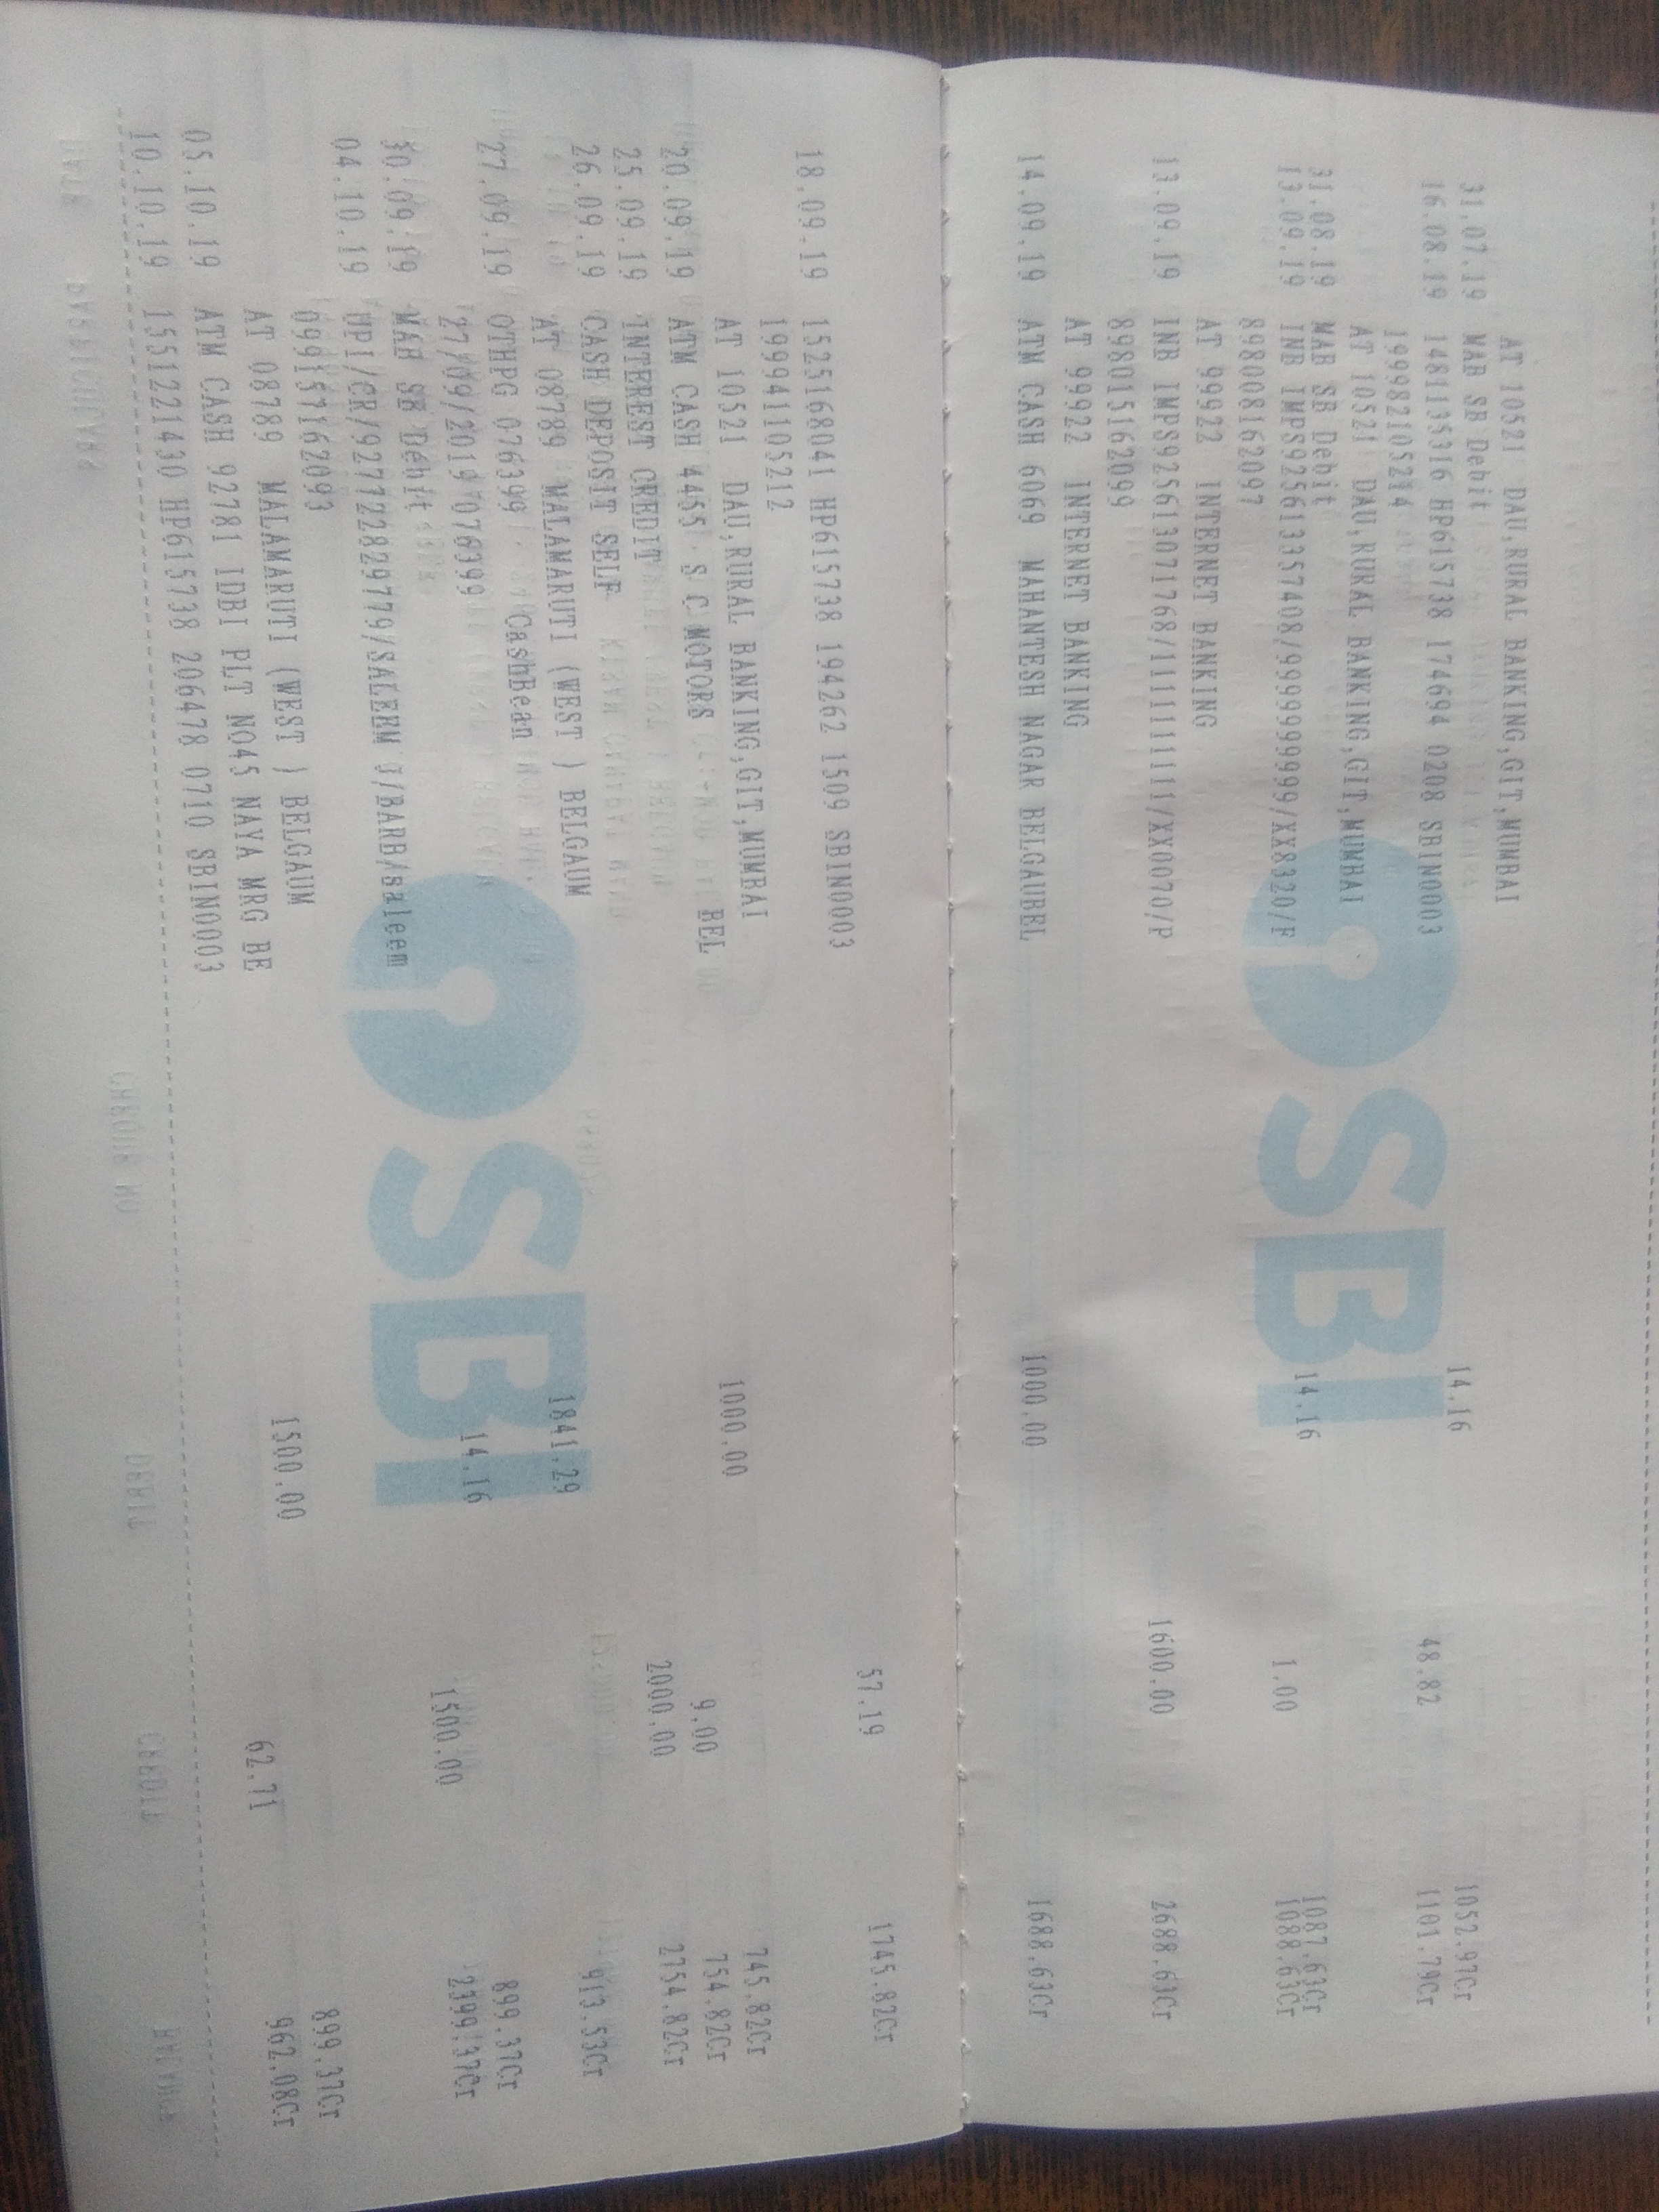 AT 10521 DAU,RURAL BANKING,GIT,MUMBAI
31.07.19 MAB SB Debit 14.16 1052.97Cr
16.08.19 1481135316 HP615738 174694 0208 SBIN0003 48.82 1101.79Cr
199982105214
AT 10521 DAU,RURAL BANKING,GIT,MUMBAI
31.08.19 MAB SB Debit 14.16 1087.63Cr
13.09.19 INB IMPS925613357408/9999999999/XX8320/F 1.00 1088.63Cr
89800816209?
AT 99922 INTERNET BANKING
13.09.19 INB IMPS925613071768/1111111111/XX0070/P 1600.00 2688.63Cr
898015162099
AT 99922 INTERNET BANKING
14.09.19 ATM CASH 6069 MAHANTESH NAGAR BELGAUBEL 1000.00 1688.63Cr
SBI
18.09.19 1525168041 HP615738 194262 1509 SBIN0003 57.19 1745.82Cr
199941105212
AT 10521 DAU,RURAL BANKING,GIT,MUMBAI
20.09.19 ATM CASH 4455 S C MOTORS BEL 1000.00 745.82Cr
25.09.19 INTEREST CREDIT 9.00 754.82Cr
26.09.19 CASH DEPOSIT SELF 2000.00 2754.82Cr
AT 08789 MALAMARUTI (WEST ) BELGAUM
27.09.19 OTHPG 076399 CashBean 1841.29 913.53Cr
27/09/2019 076399
30.09.19 MAB SB Debit 14.16 899.37Cr
04.10.19 UPI/CR/927722829779/SALEEM J/BARB/saleem 1500.00 2399.37Cr
0991571162093
AT 08789 MALAMARUTI (WEST ) BELGAUM
05.10.19 ATM CASH 92781 IDBI PLT NO45 NAYA MRG BE 1500.00 899.37Cr
10.10.19 1551221430 HP615738 206478 0710 SBIN0003 62.71 962.08Cr
SBI